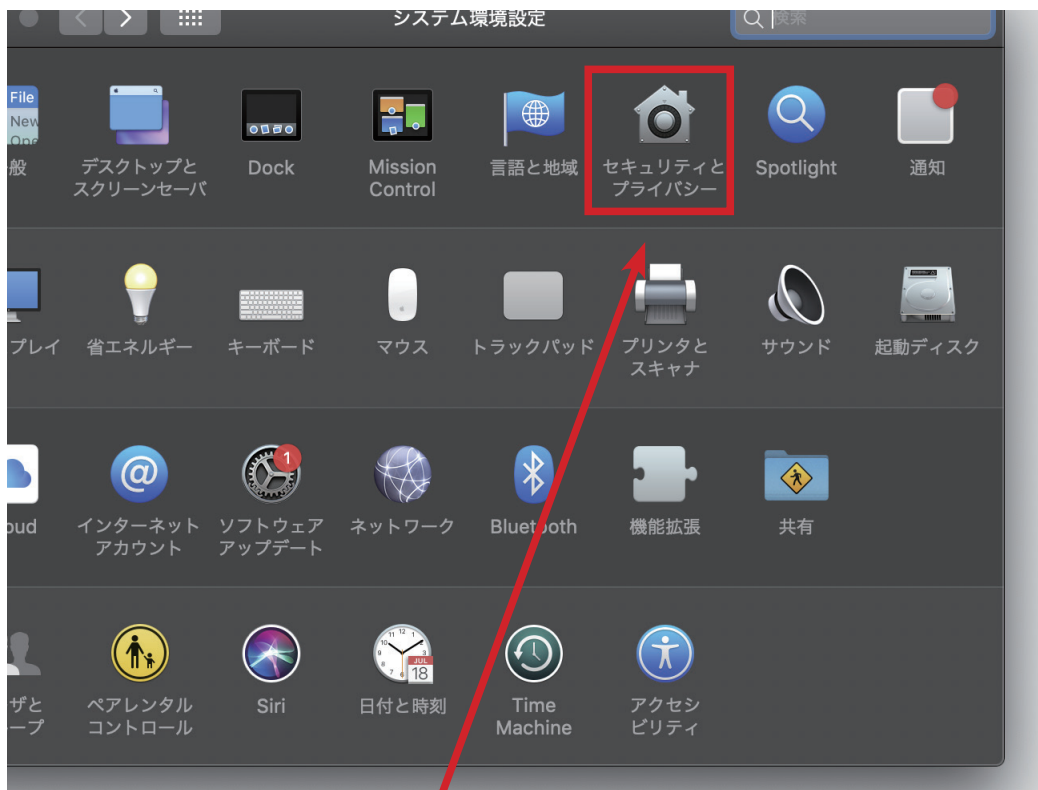 システム環境設定
検索
File
New
Ope
般
デスクトップと
スクリーンセーバ
Dock
Mission
Control
言語と地域
セキュリティと
プライバシー
Spotlight
通知
プレイ
省エネルギー
キーボード
マウス
トラックパッド
プリンタと
スキャナ
サウンド
起動ディスク
oud
@
インターネット
アカウント
1
ソフトウェア
アップデート
ネットワーク
Bluetooth
機能拡張
共有
ザと
ープ
ペアレンタル
コントロール
Siri
JUL
18
日付と時刻
Time
Machine
アクセシ
ビリティ